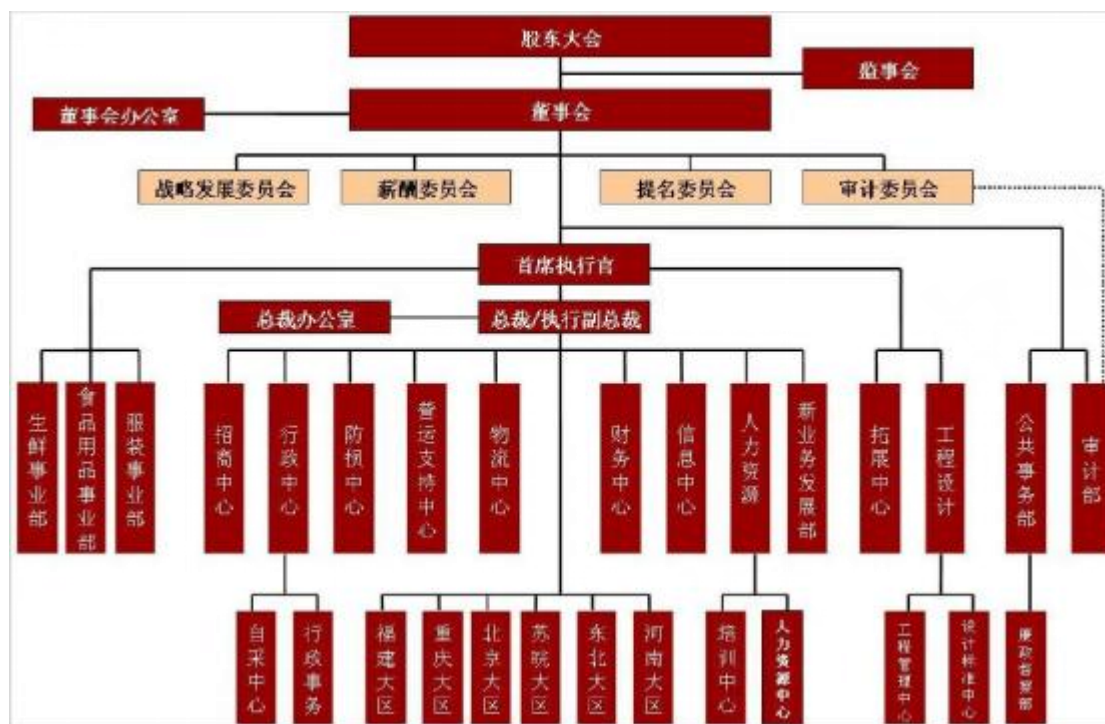 股东大会
监事会
董事会办公室
董事会
战略发展委员会
薪酬委员会
提名委员会
审计委员会
首席执行官
总裁办公室
总裁/执行副总裁
生鲜事业部
食品用品事业部
服装事业部
招商中心
行政中心
防损中心
营运支持中心
物流中心
财务中心
信息中心
人力资源
新业务发展部
拓展中心
工程设计
公共事务部
审计部
自采中心
行政事务
福建大区
重庆大区
北京大区
苏皖大区
东北大区
河南大区
培训中心
人力资源中心
工程管理中心
设计标准中心
廉政督察部